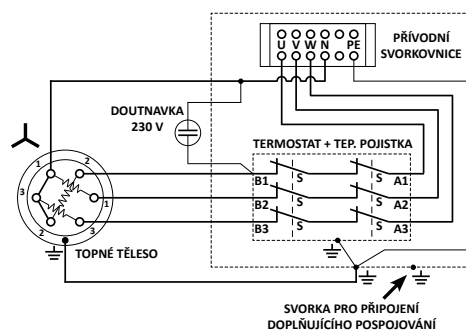 U V W N PE
PŘÍVODNÍ
SVORKOVNICE
DOUTNAVKA
230 V
TERMOSTAT + TEP. POJISTKA
1
2
3
1
2
3
B1 S S A1
B2 S S A2
B3 S S A3
TOPNÉ TĚLESO
SVORKA PRO PŘIPOJENÍ
DOPLŇUJÍCÍHO POSPOJOVÁNÍ